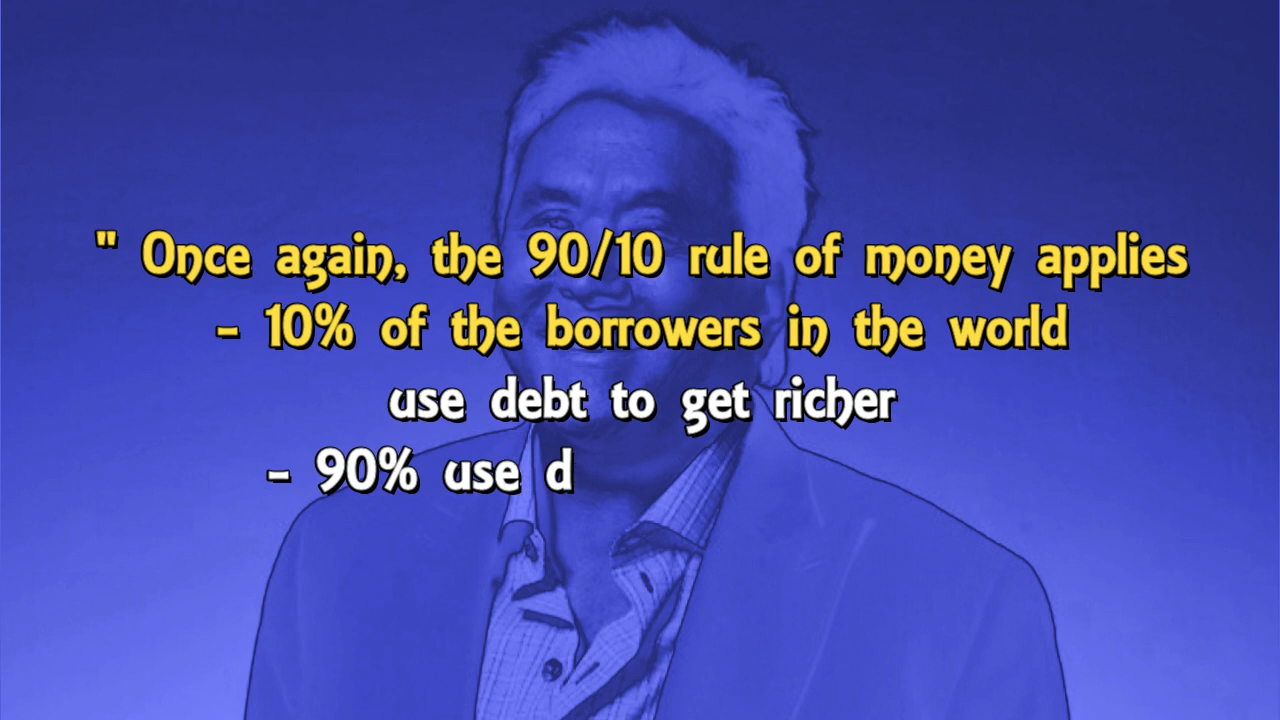 " Once again, the 90/10 rule of money applies
- 10% of the borrowers in the world
use debt to get richer
- 90% use d